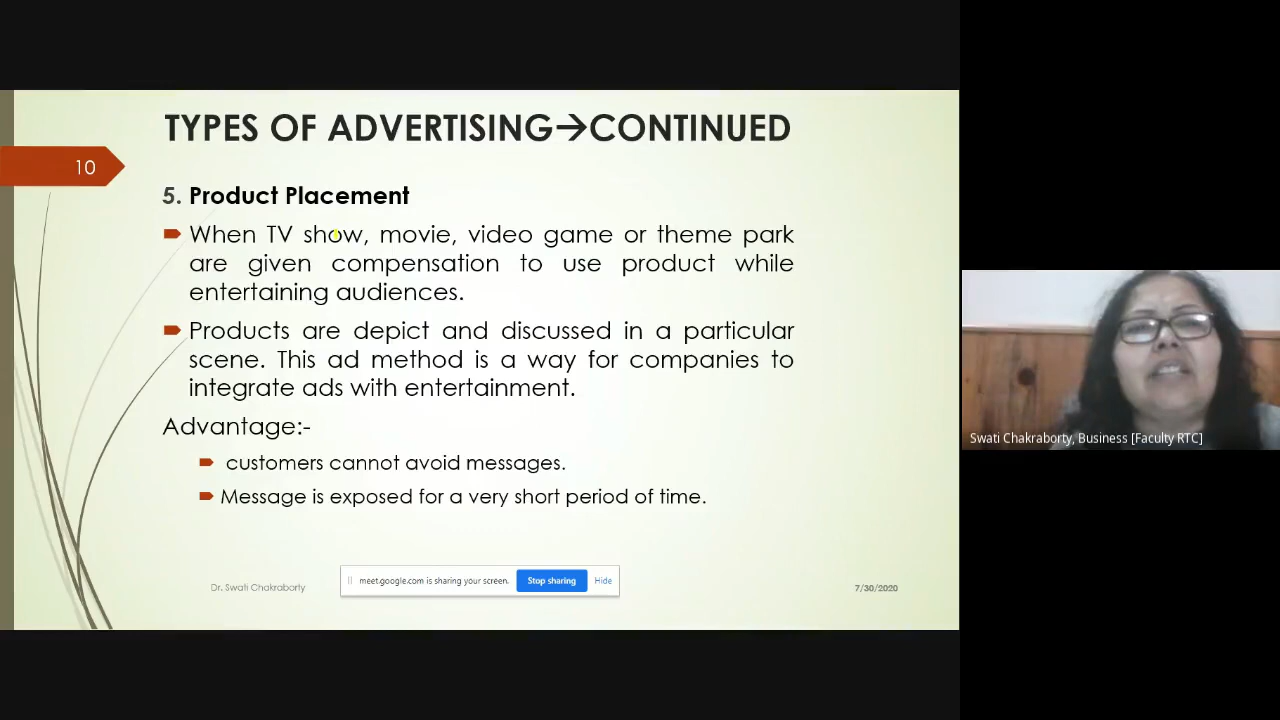 TYPES OF ADVERTISING→CONTINUED
10
5. Product Placement
When TV show, movie, video game or theme park
are given compensation to use product while
entertaining audiences.
Products are depict and discussed in a particular
scene. This ad method is a way for companies to
integrate ads with entertainment.
Advantage:-
customers cannot avoid messages.
Message is exposed for a very short period of time.
Dr. Swati Chakraborty
meet.google.com is sharing your screen.
Stop sharing
Hide
7/30/2020
Swati Chakraborty, Business [Faculty RTC]